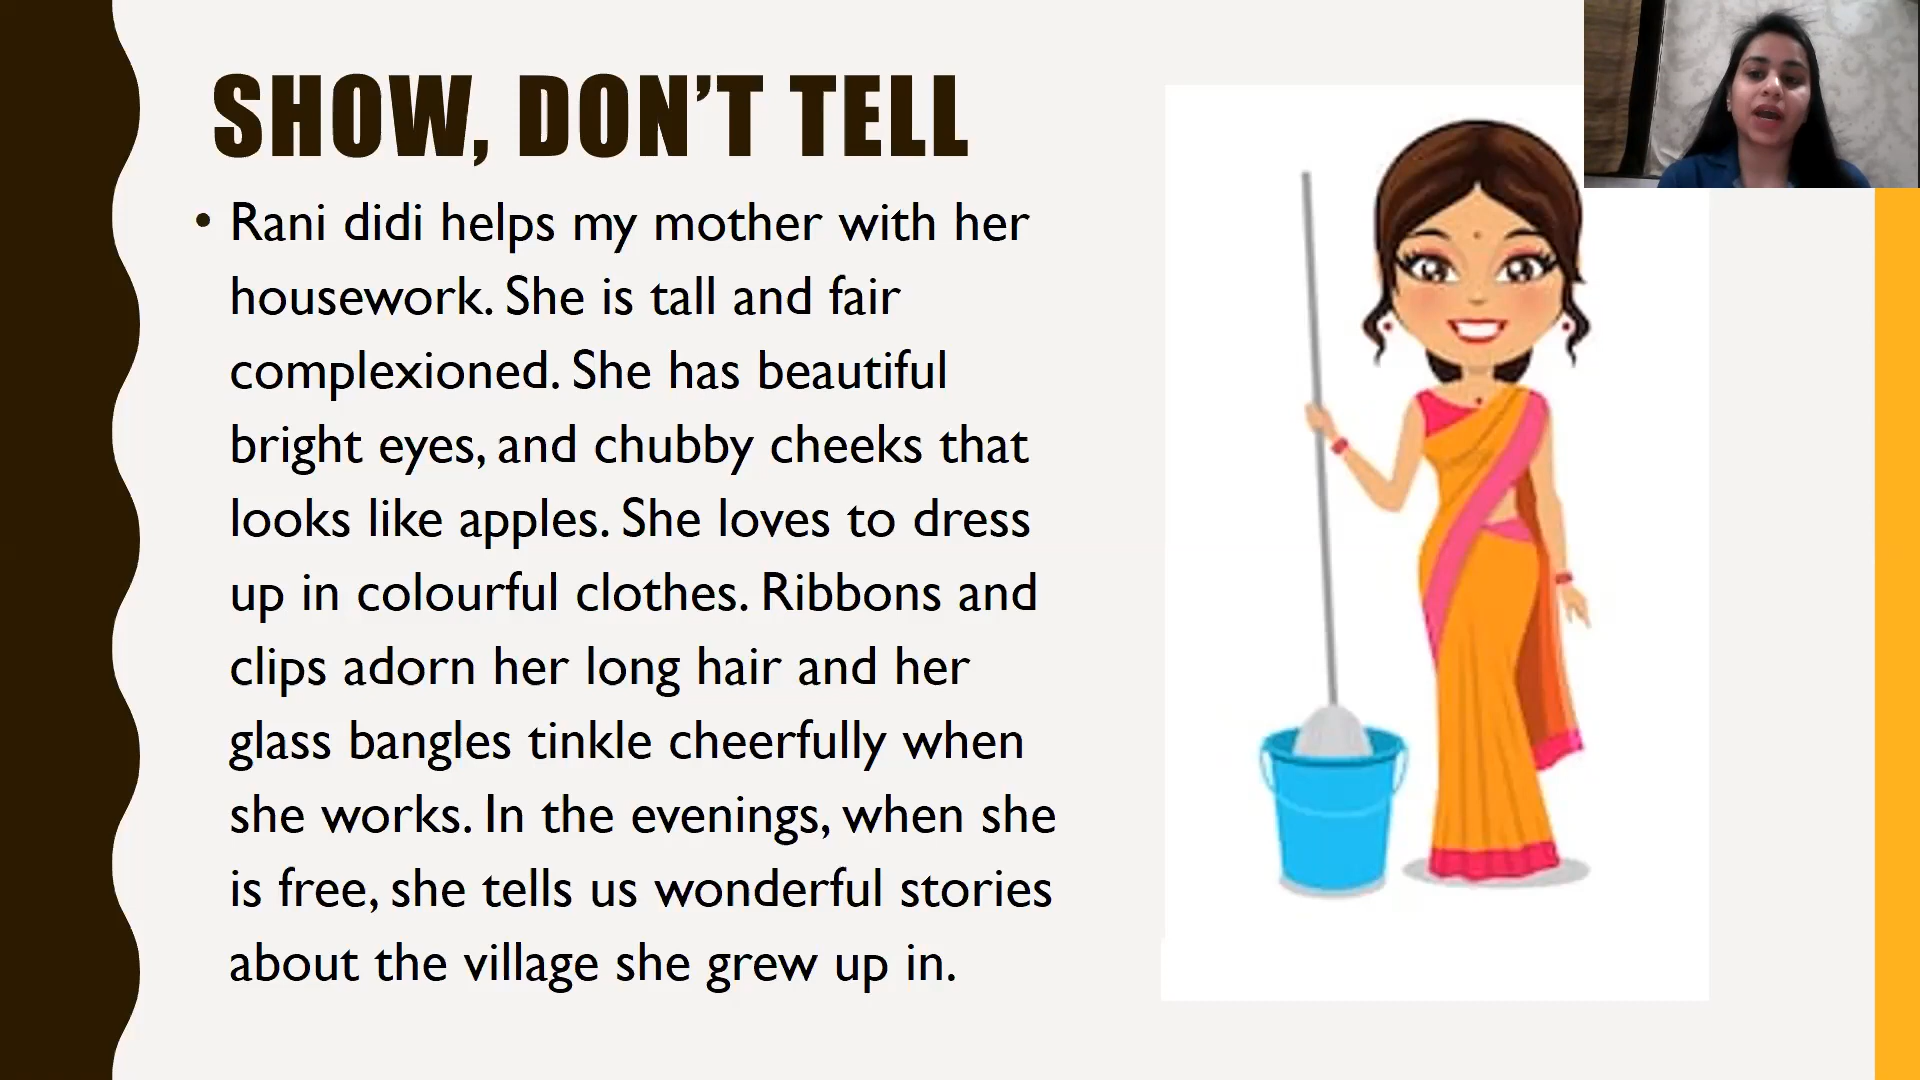 SHOW, DON’T TELL
• Rani didi helps my mother with her
housework. She is tall and fair
complexioned. She has beautiful
bright eyes, and chubby cheeks that
looks like apples. She loves to dress
up in colourful clothes. Ribbons and
clips adorn her long hair and her
glass bangles tinkle cheerfully when
she works. In the evenings, when she
is free, she tells us wonderful stories
about the village she grew up in.